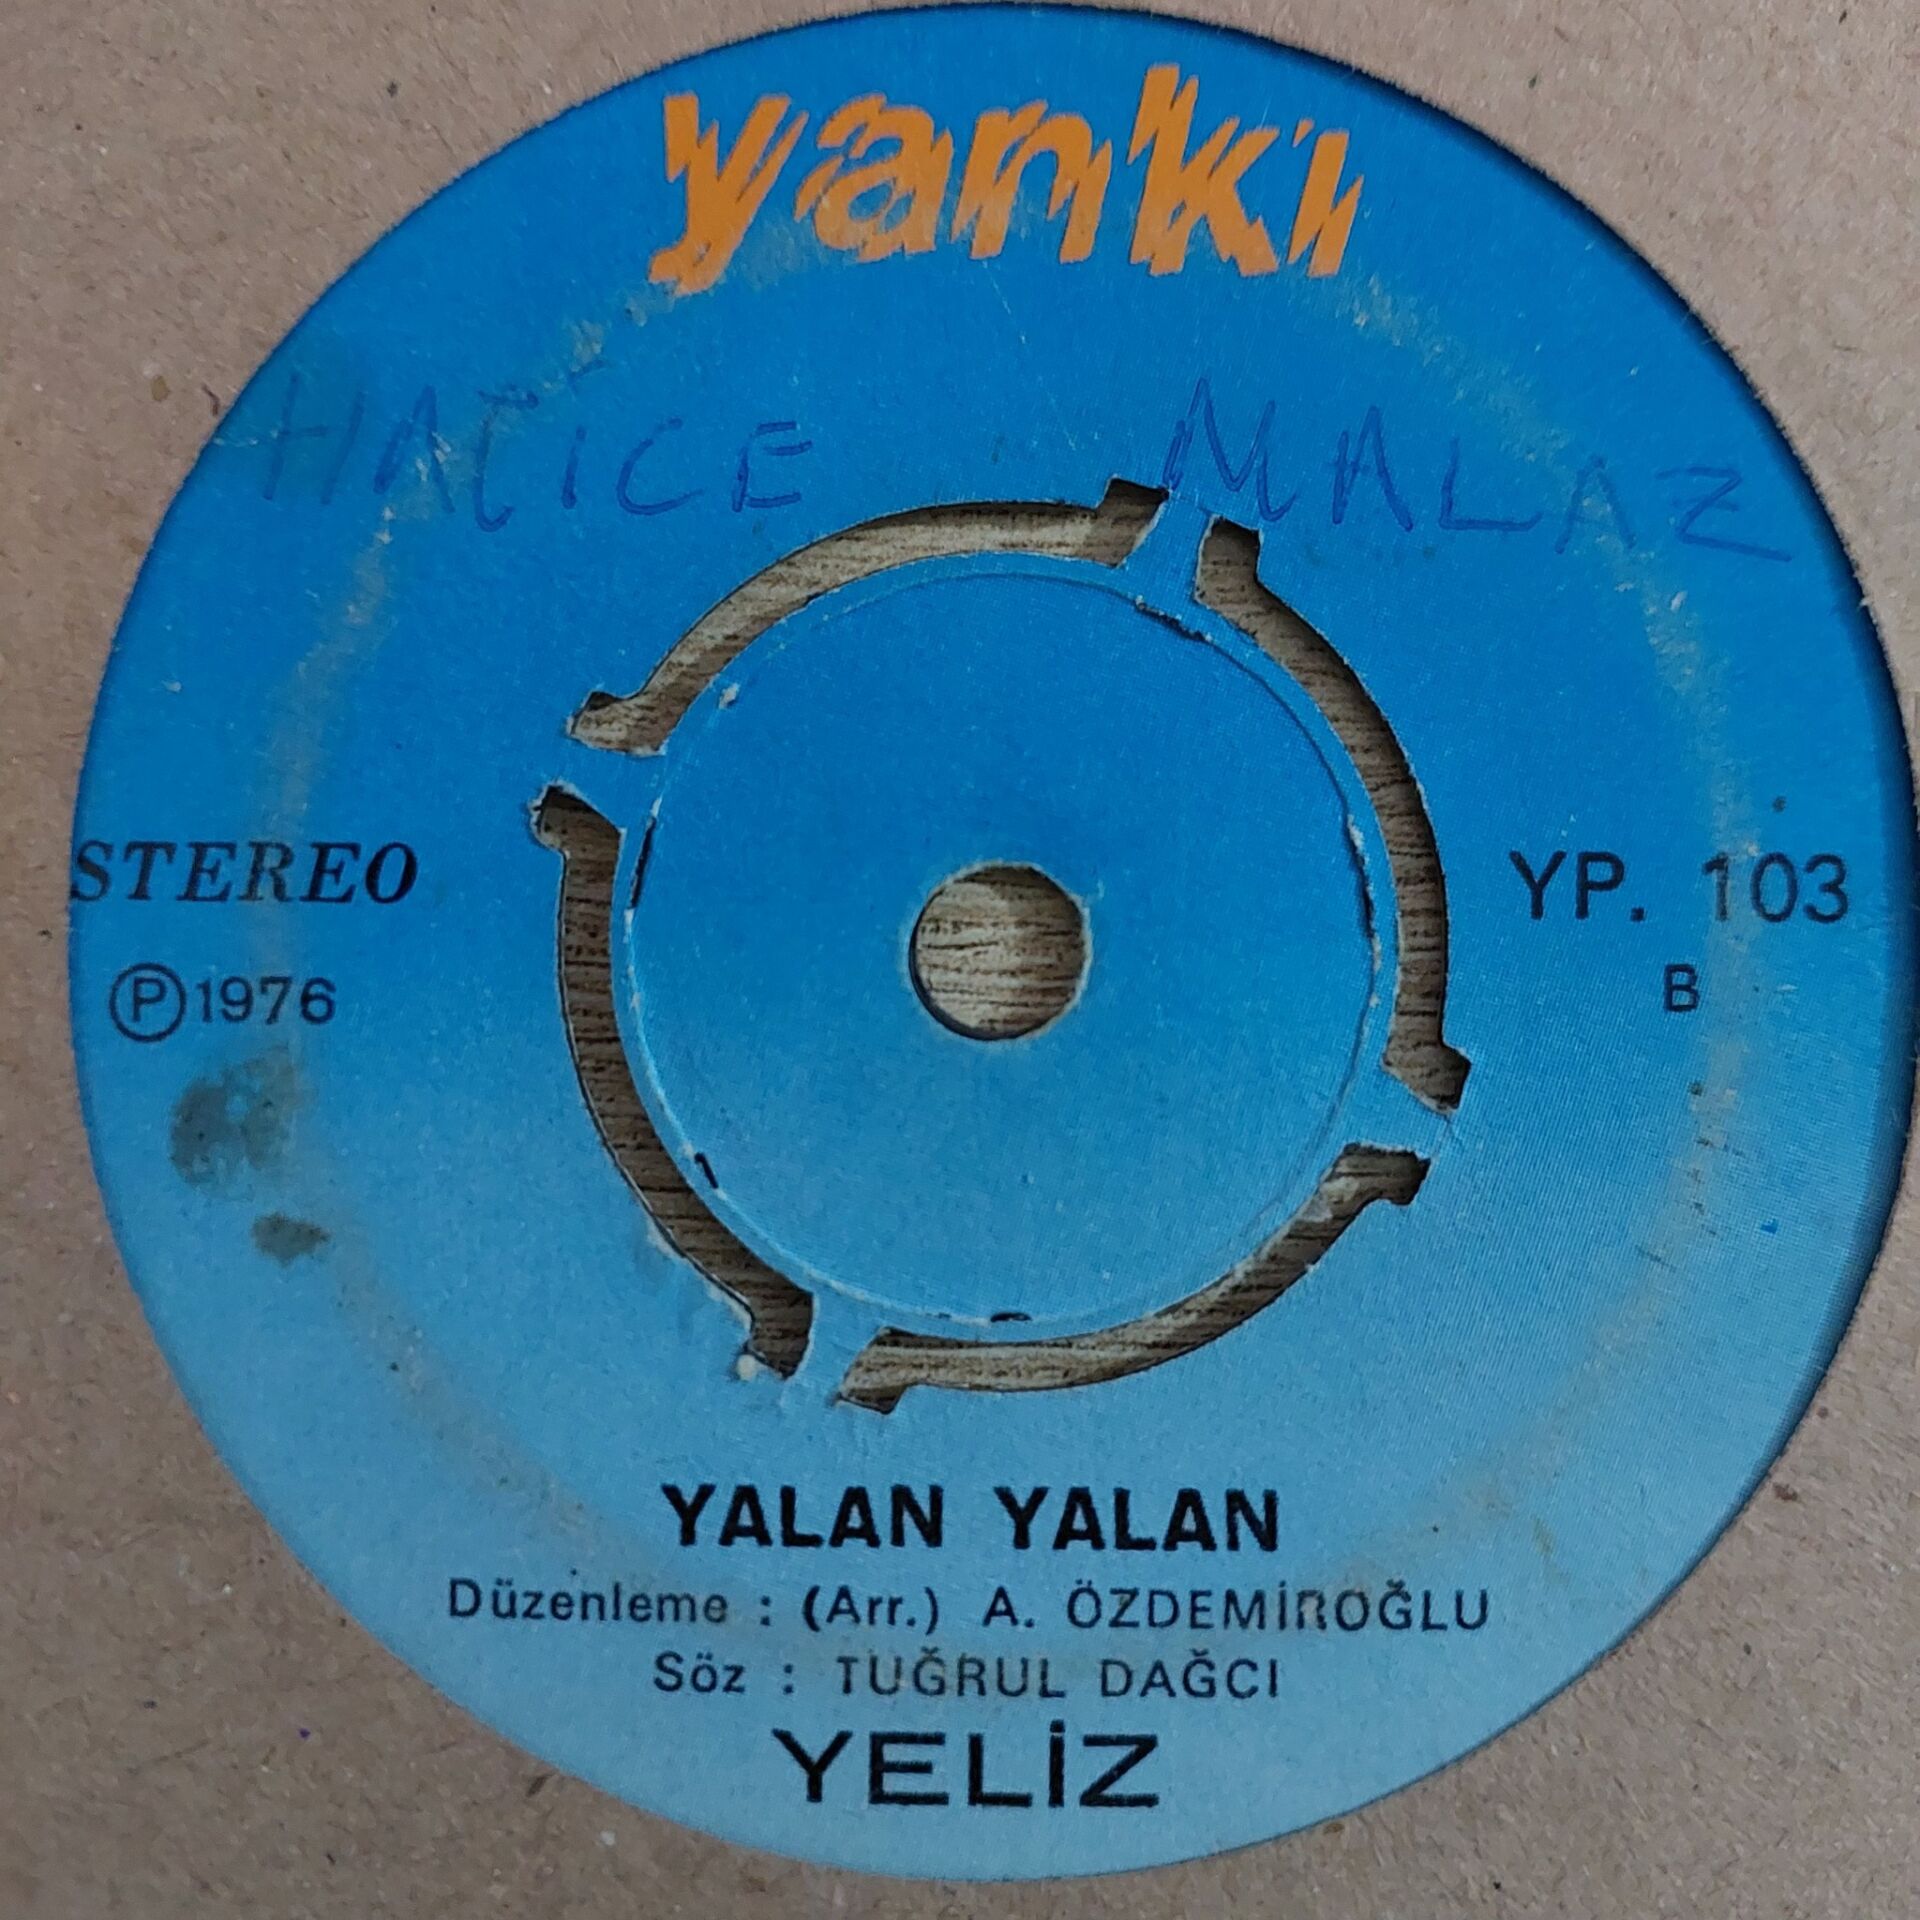 yankı
HATİCE MALAZ
STEREO
YP. 103
Ⓟ1976
B
YALAN YALAN
Düzenleme : (Arr.) A. ÖZDEMİROĞLU
Söz : TUĞRUL DAĞCI
YELİZ